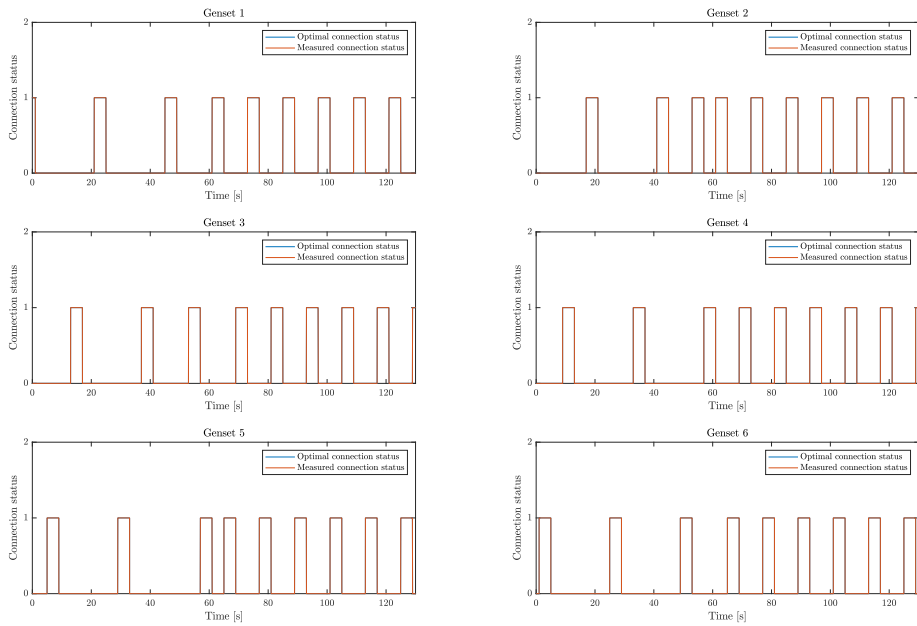 Genset 1
Connection status
2
1
0
0 20 40 60 80 100 120
Time [s]
Optimal connection status
Measured connection status
Genset 2
Connection status
2
1
0
0 20 40 60 80 100 120
Time [s]
Optimal connection status
Measured connection status
Genset 3
Connection status
2
1
0
0 20 40 60 80 100 120
Time [s]
Optimal connection status
Measured connection status
Genset 4
Connection status
2
1
0
0 20 40 60 80 100 120
Time [s]
Optimal connection status
Measured connection status
Genset 5
Connection status
2
1
0
0 20 40 60 80 100 120
Time [s]
Optimal connection status
Measured connection status
Genset 6
Connection status
2
1
0
0 20 40 60 80 100 120
Time [s]
Optimal connection status
Measured connection status